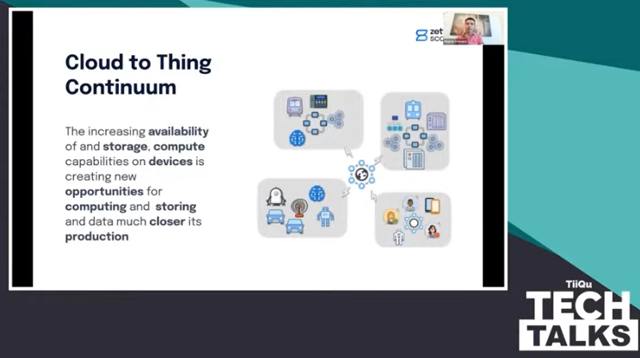 Cloud to Thing
Continuum
The increasing availability
of and storage, compute
capabilities on devices is
creating new
opportunities for
computing and storing
and data much closer its
production
TiiQu
TECH
TALKS